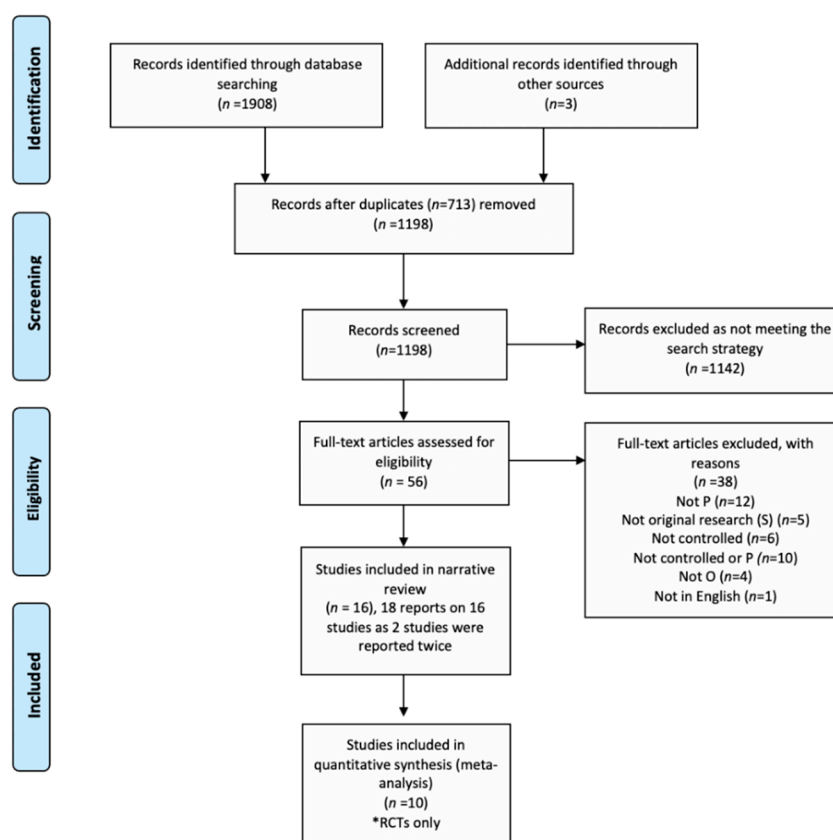 Identification
Records identified through database
searching
(n =1908)
Additional records identified through
other sources
(n=3)
Records after duplicates (n=713) removed
(n =1198)
Screening
Records screened
(n=1198)
Records excluded as not meeting the
search strategy
(n =1142)
Eligibility
Full-text articles assessed for
eligibility
(n = 56)
Full-text articles excluded, with
reasons
(n =38)
Not P (n=12)
Not original research (S) (n=5)
Not controlled (n=6)
Not controlled or P (n=10)
Not O (n=4)
Not in English (n=1)
Studies included in narrative
review
(n = 16), 18 reports on 16
studies as 2 studies were
reported twice
Included
Studies included in
quantitative synthesis (meta-
analysis)
(n =10)
*RCTs only